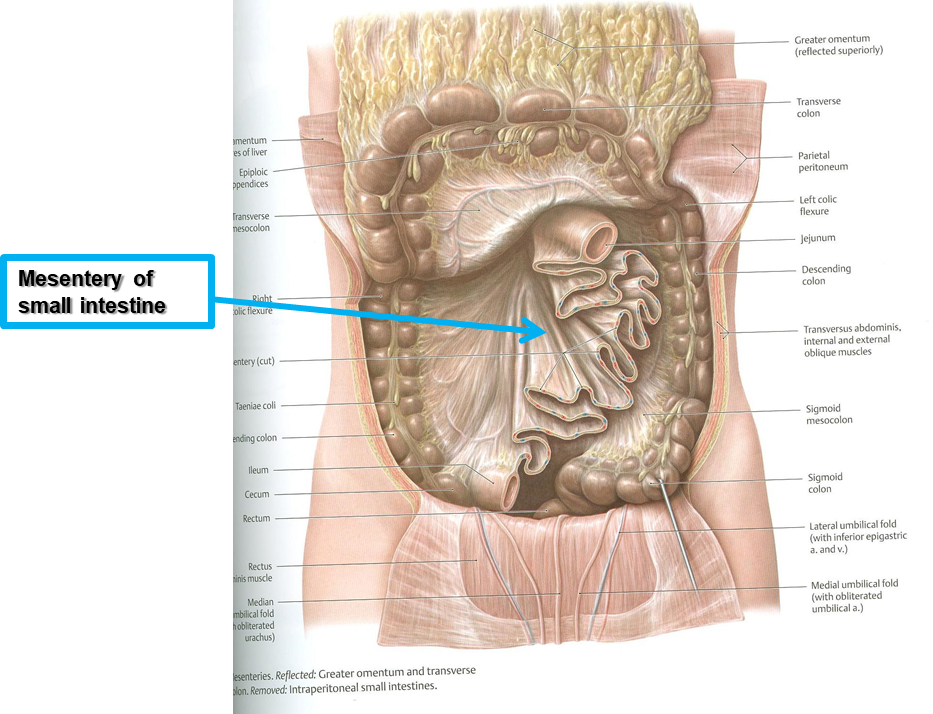 Mesentery of
small intestine
Greater omentum
(reflected superiorly)
Transverse
colon
Parietal
peritoneum
Left colic
flexure
Jejunum
Descending
colon
Transversus abdominis,
internal and external
oblique muscles
Sigmoid
mesocolon
Sigmoid
colon
Lateral umbilical fold
(with inferior epigastric
a. and v.)
Medial umbilical fold
(with obliterated
umbilical a.)
amentum
es of liver
Epiploic
ppendices
Transverse
mesocolon
Right
olic flexure
entery (cut)
Taeniae coli
ending colon
Ileum
Cecum
Rectum
Rectus
inis muscle
Median
mbilical fold
h obliterated
urachus)
esenteries. Reflected: Greater omentum and transverse
olon. Removed: Intraperitoneal small intestines.